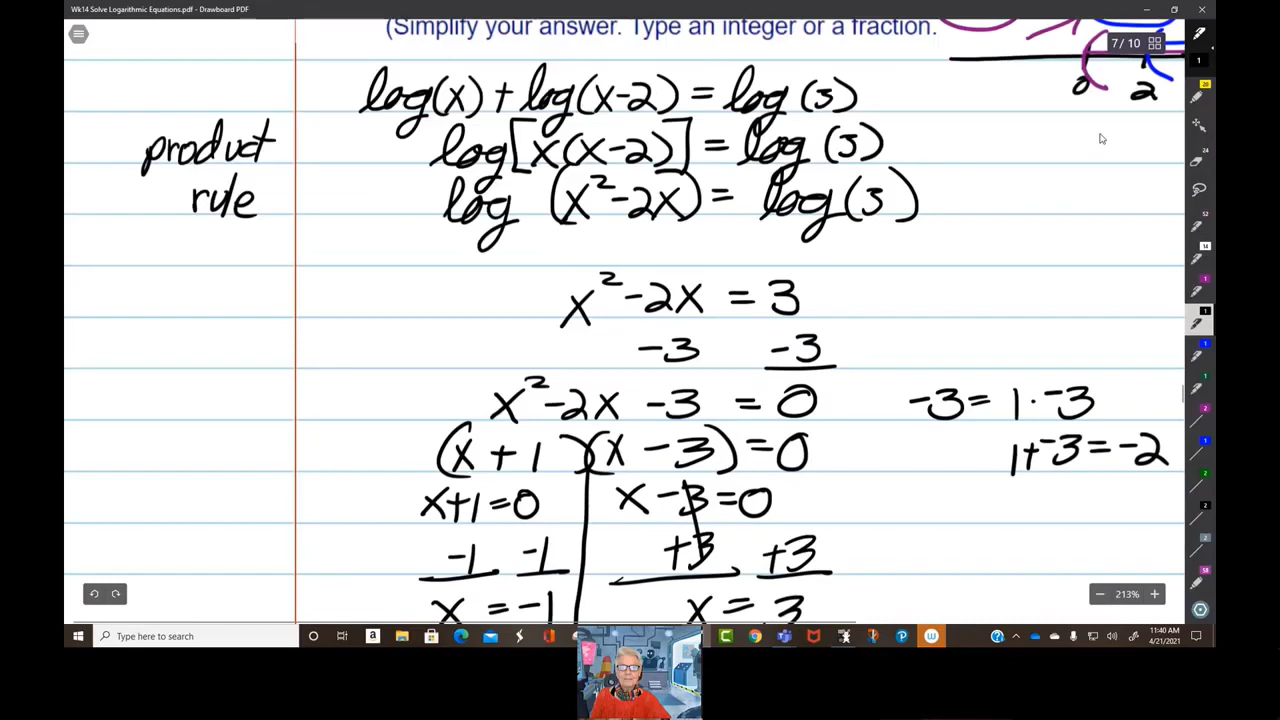 Wk14 Solve Logarithmic Equations.pdf - Drawboard PDF
(Simplify your answer. Type an integer or a fraction.
7 / 10
0 2
log(x) + log(x-2) = log(3)
product rule
log[x(x-2)] = log(3)
log (x²-2x) = log(3)
x²-2x = 3
-3 -3
x²-2x -3 = 0
-3 = 1·-3
(x+1)(x-3) = 0
1+-3=-2
x+1=0 x-3=0
-1 -1 +3 +3
x = -1 x = 3
213%
Type here to search
11:40 AM
4/21/2021